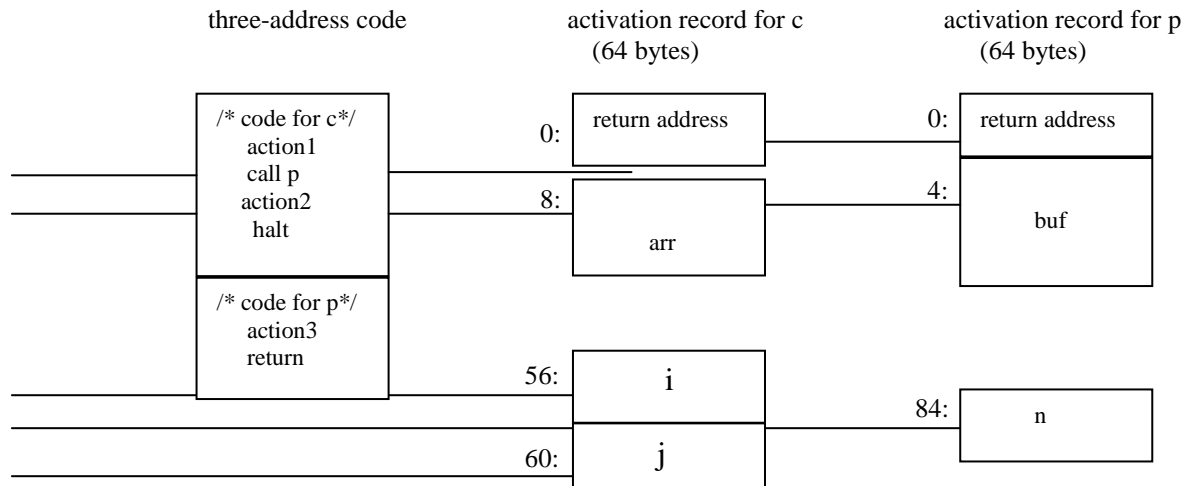 three-address code
activation record for c
(64 bytes)
activation record for p
(64 bytes)
/* code for c*/
action1
call p
action2
halt
/* code for p*/
action3
return
0:
return address
8:
arr
56:
i
60:
j
0:
return address
4:
buf
84:
n